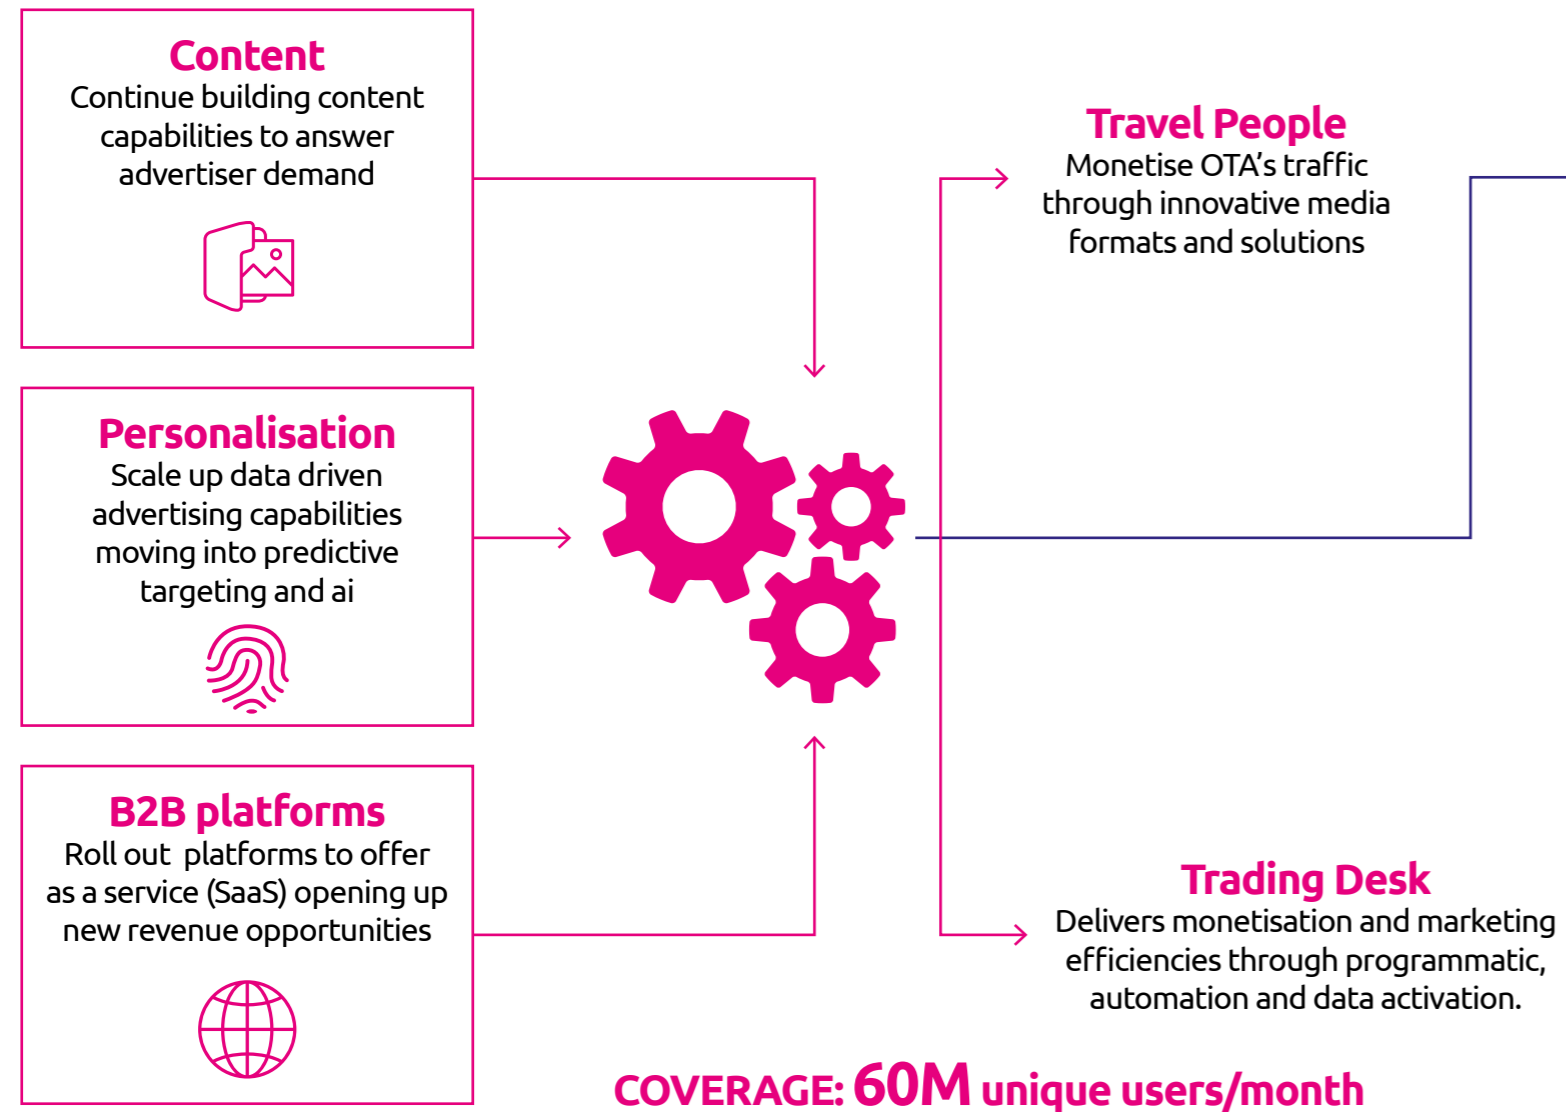 Content
Continue building content
capabilities to answer
advertiser demand
Personalisation
Scale up data driven
advertising capabilities
moving into predictive
targeting and ai
B2B platforms
Roll out  platforms to offer
as a service (SaaS) opening up
new revenue opportunities
Travel People
Monetise OTA’s traffic
through innovative media
formats and solutions
Trading Desk
Delivers monetisation and marketing
efficiencies through programmatic,
automation and data activation.
COVERAGE: 60M unique users/month